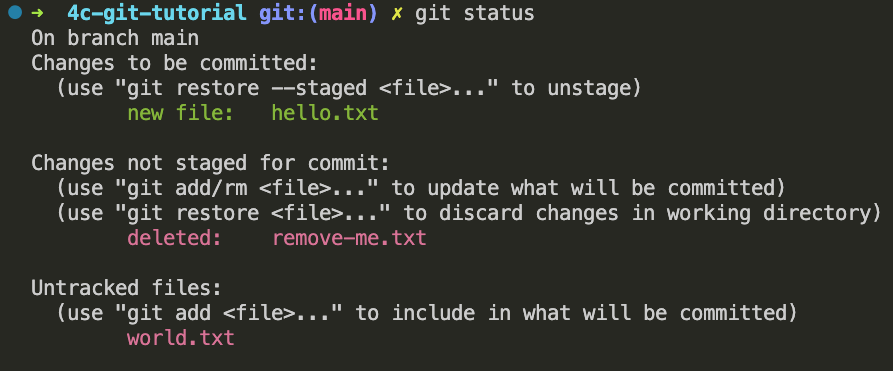 ➜  4c-git-tutorial git:(main) ✗ git status
On branch main
Changes to be committed:
  (use "git restore --staged <file>..." to unstage)
        new file:   hello.txt

Changes not staged for commit:
  (use "git add/rm <file>..." to update what will be committed)
  (use "git restore <file>..." to discard changes in working directory)
        deleted:    remove-me.txt

Untracked files:
  (use "git add <file>..." to include in what will be committed)
        world.txt